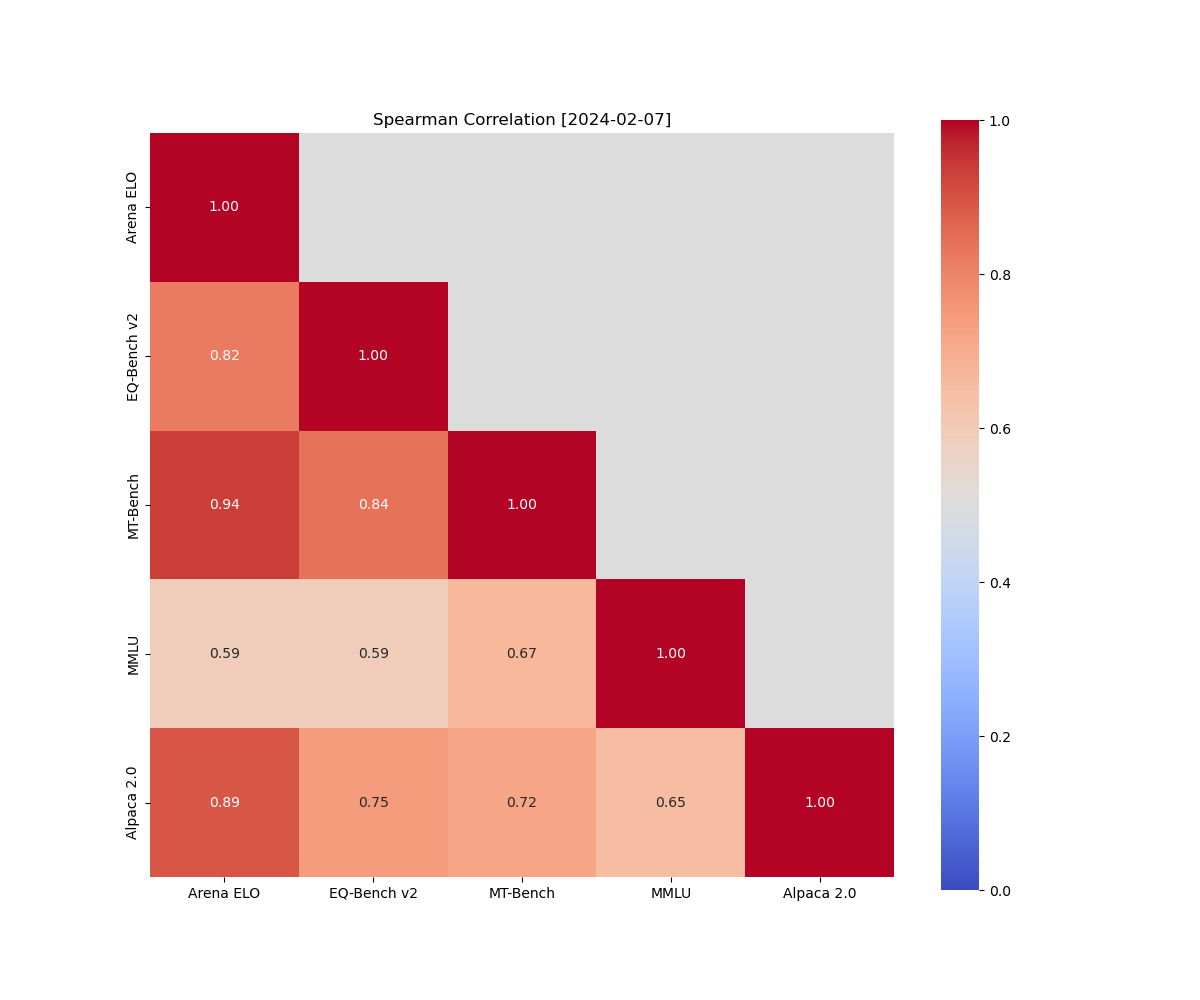 Spearman Correlation [2024-02-07]
Arena ELO
1.00
EQ-Bench v2
0.82 1.00
MT-Bench
0.94 0.84 1.00
MMLU
0.59 0.59 0.67 1.00
Alpaca 2.0
0.89 0.75 0.72 0.65 1.00
Arena ELO EQ-Bench v2 MT-Bench MMLU Alpaca 2.0
1.0
0.8
0.6
0.4
0.2
0.0